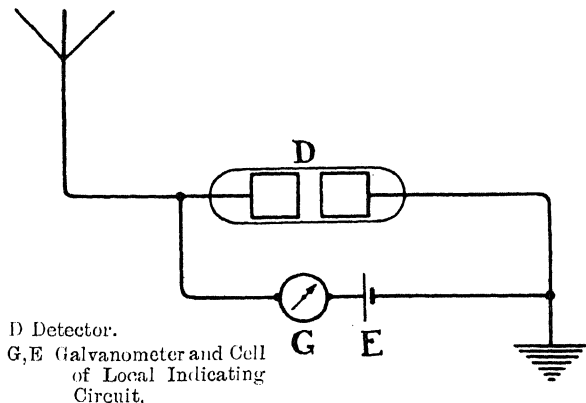 D
G
E
D Detector.
G,E Galvanometer and Cell
of Local Indicating
Circuit.